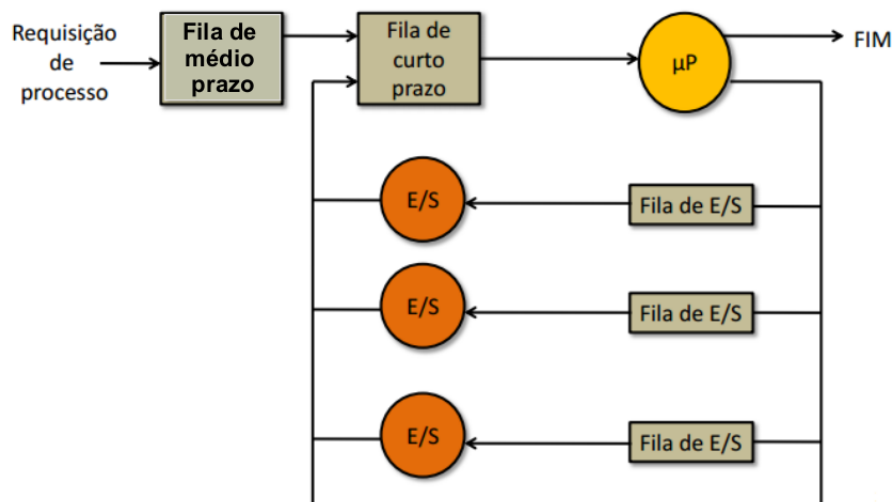 Requisição
de
processo
Fila de
médio
prazo
Fila de
curto
prazo
µP
FIM
E/S
Fila de E/S
E/S
Fila de E/S
E/S
Fila de E/S